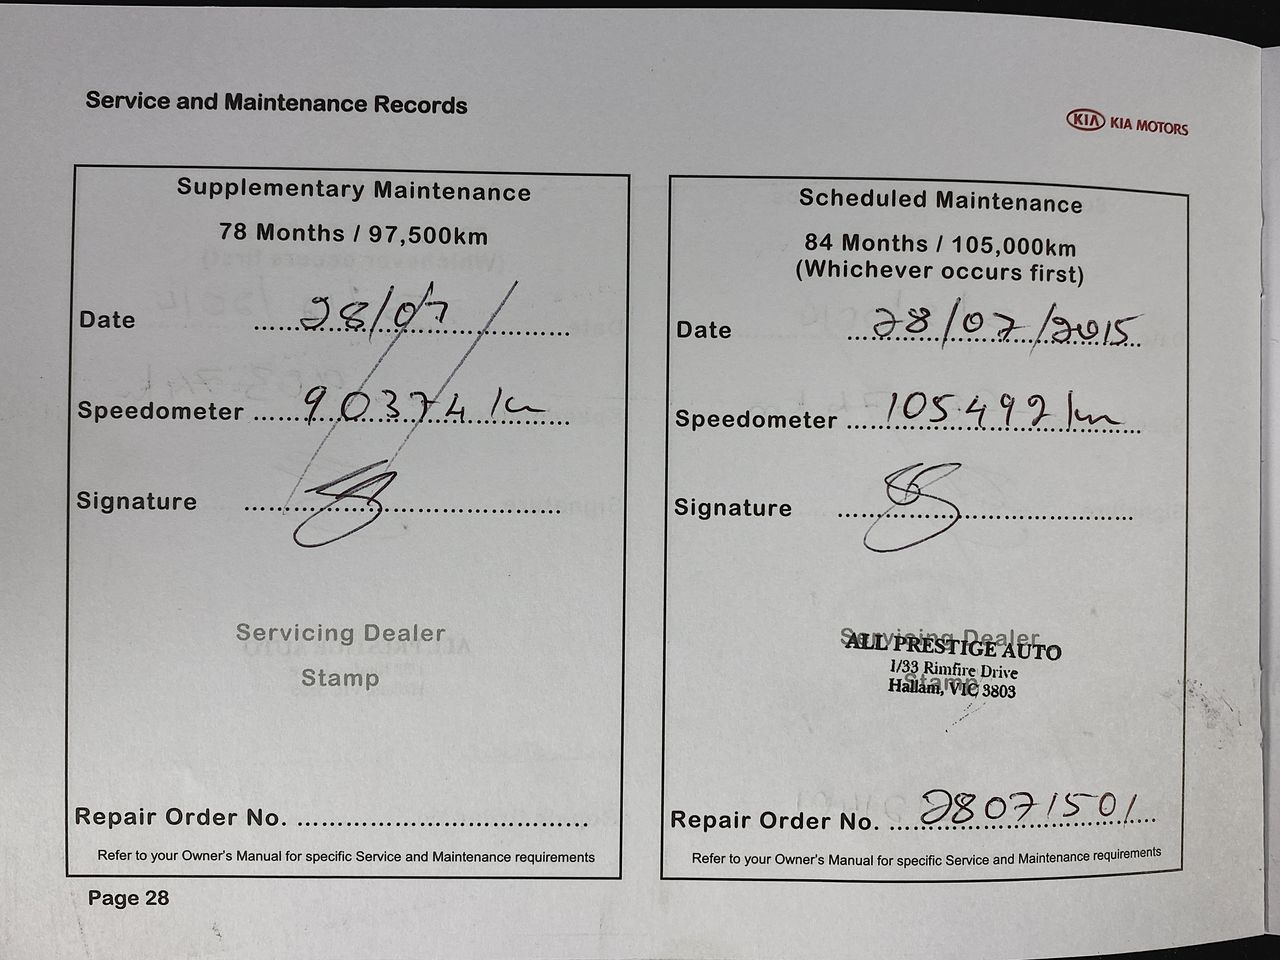 Service and Maintenance Records
KIA KIA MOTORS
Supplementary Maintenance
78 Months / 97,500km
Date 28/07/
Speedometer 90374 km
Signature
Servicing Dealer
Stamp
Repair Order No.
Refer to your Owner's Manual for specific Service and Maintenance requirements
Scheduled Maintenance
84 Months / 105,000km
(Whichever occurs first)
Date 28/07/2015
Speedometer 105492 km
Signature
Servicing Dealer
ALL PRESTIGE AUTO
1/33 Rimfire Drive
Stamp
Hallam, VIC 3803
Repair Order No. 28071501
Refer to your Owner's Manual for specific Service and Maintenance requirements
Page 28